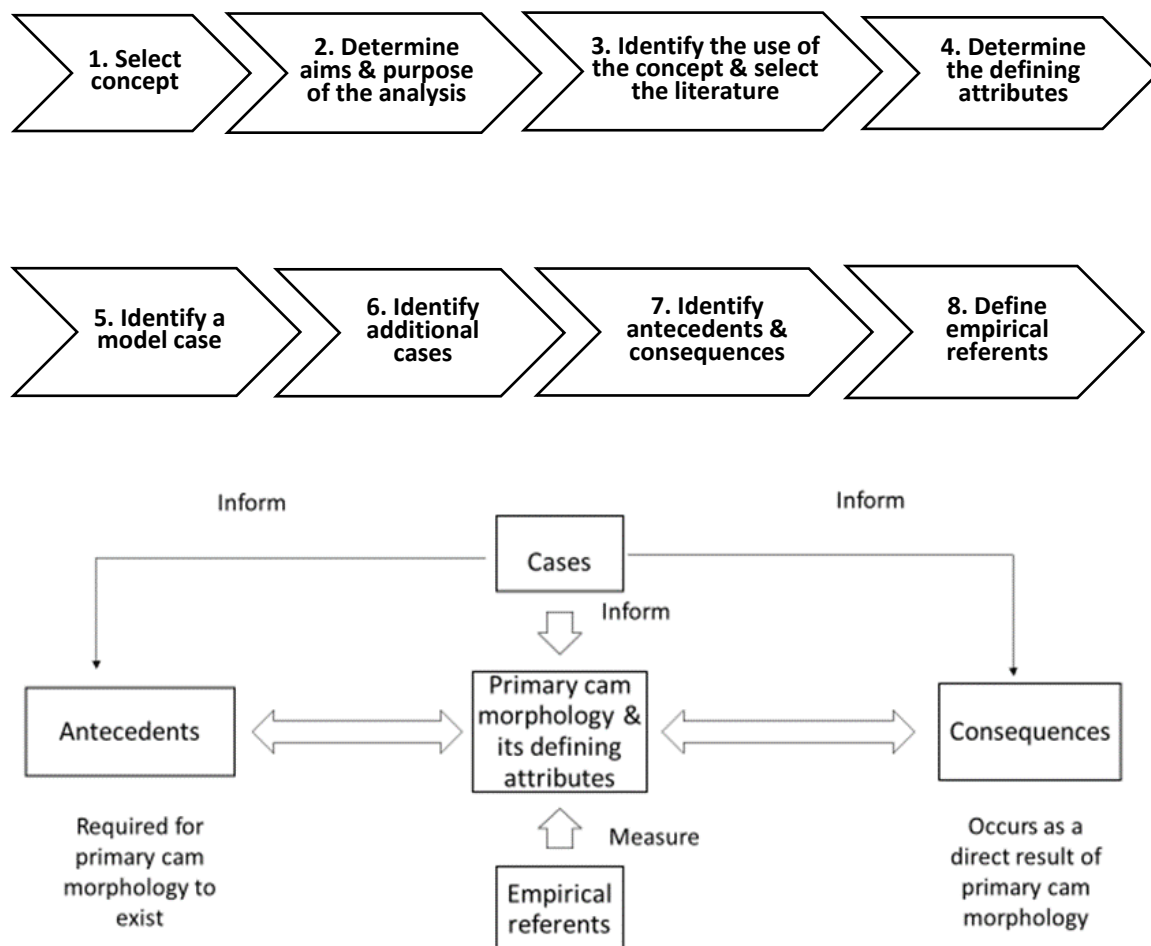 1. Select
concept
2. Determine
aims & purpose
of the analysis
3. Identify the use of
the concept & select
the literature
4. Determine
the defining
attributes
5. Identify a
model case
6. Identify
additional
cases
7. Identify
antecedents &
consequences
8. Define
empirical
referents
Inform
Inform
Cases
Inform
Antecedents
Primary cam
morphology &
its defining
attributes
Consequences
Required for
primary cam
morphology to
exist
Measure
Occurs as a
direct result of
primary cam
morphology
Empirical
referents